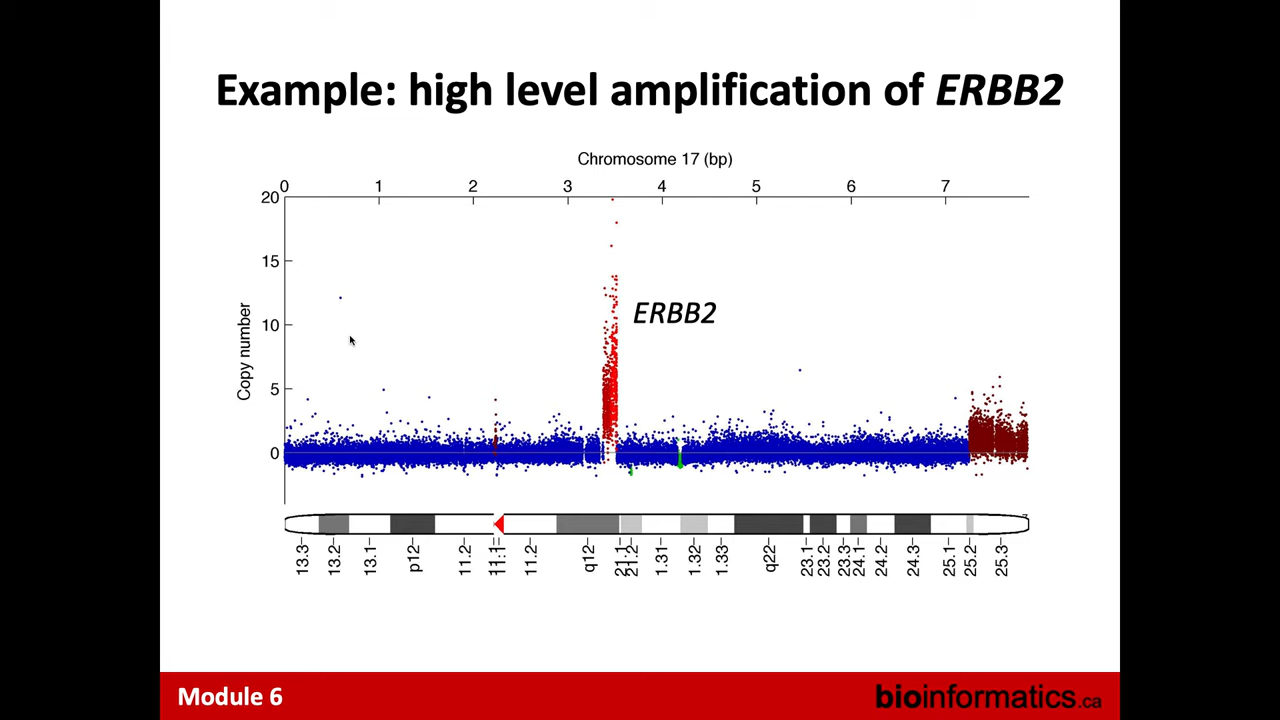 Example: high level amplification of ERBB2
Chromosome 17 (bp)
0 1 2 3 4 5 6 7
20
15
10
5
0
Copy number
ERBB2
13.3 13.2 13.1 p12 11.2 11.1 11.2 q12 21.2 1.31 1.32 1.33 q22 23.1 23.2 23.3 24.1 24.2 24.3 25.1 25.2 25.3
Module 6
bioinformatics.ca